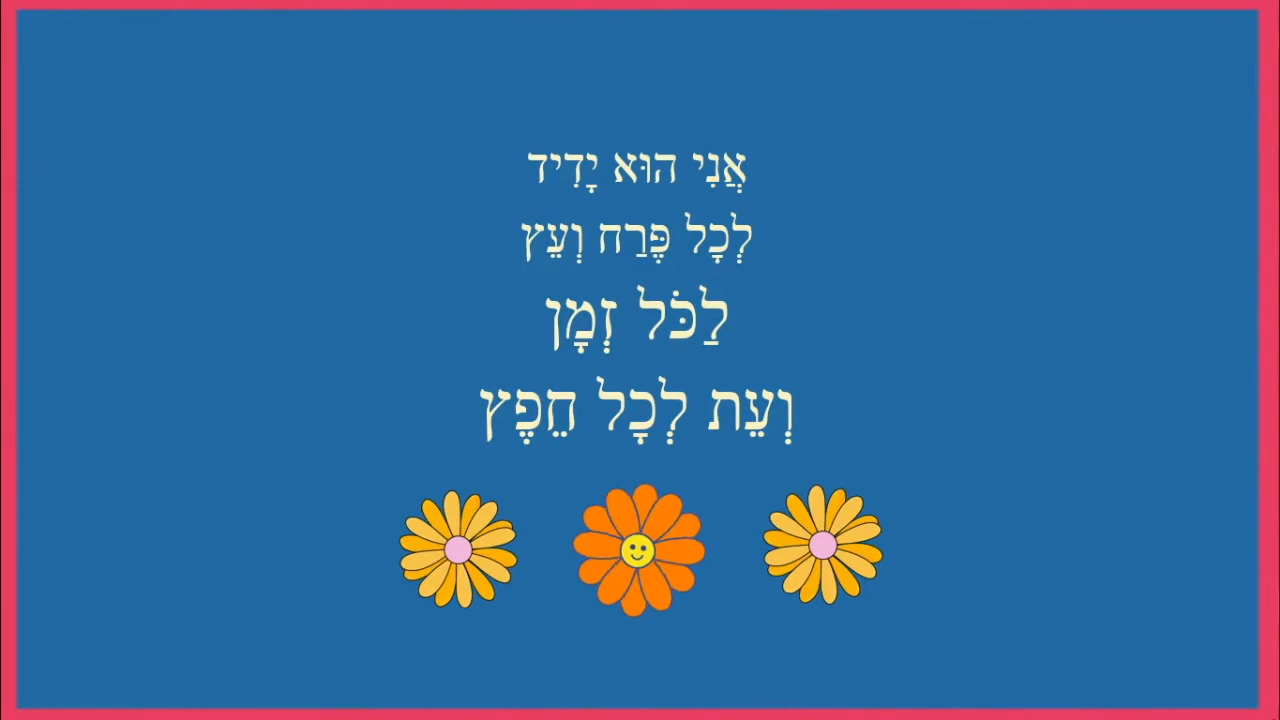 אֲנִי הוּא יָדִיד
לְכָל פֶּרַח וְעֵץ
לַכֹּל זְמָן
וְעֵת לְכָל חֵפֶץ